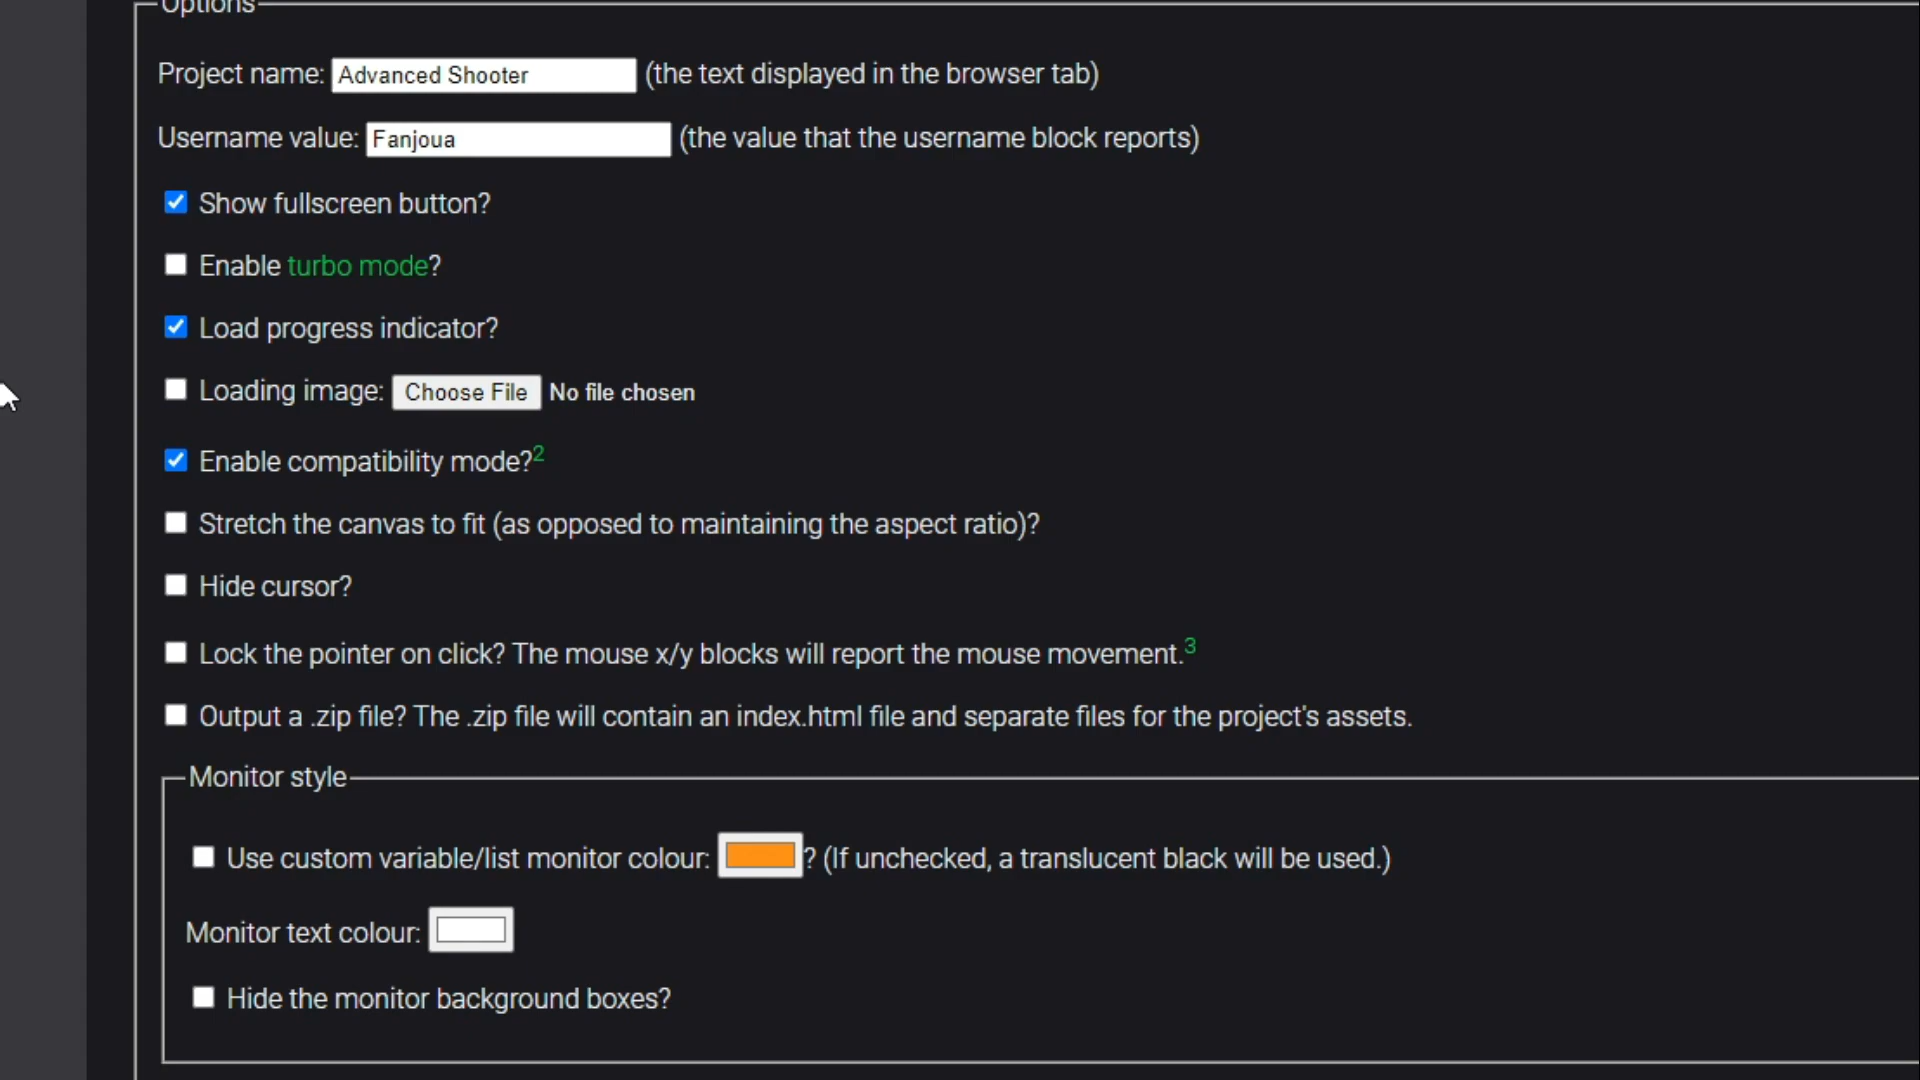 Options
Project name: Advanced Shooter (the text displayed in the browser tab)
Username value: Fanjoua (the value that the username block reports)
Show fullscreen button?
Enable turbo mode?
Load progress indicator?
Loading image: Choose File No file chosen
Enable compatibility mode?2
Stretch the canvas to fit (as opposed to maintaining the aspect ratio)?
Hide cursor?
Lock the pointer on click? The mouse x/y blocks will report the mouse movement.3
Output a .zip file? The .zip file will contain an index.html file and separate files for the project's assets.
Monitor style
Use custom variable/list monitor colour: ? (If unchecked, a translucent black will be used.)
Monitor text colour:
Hide the monitor background boxes?